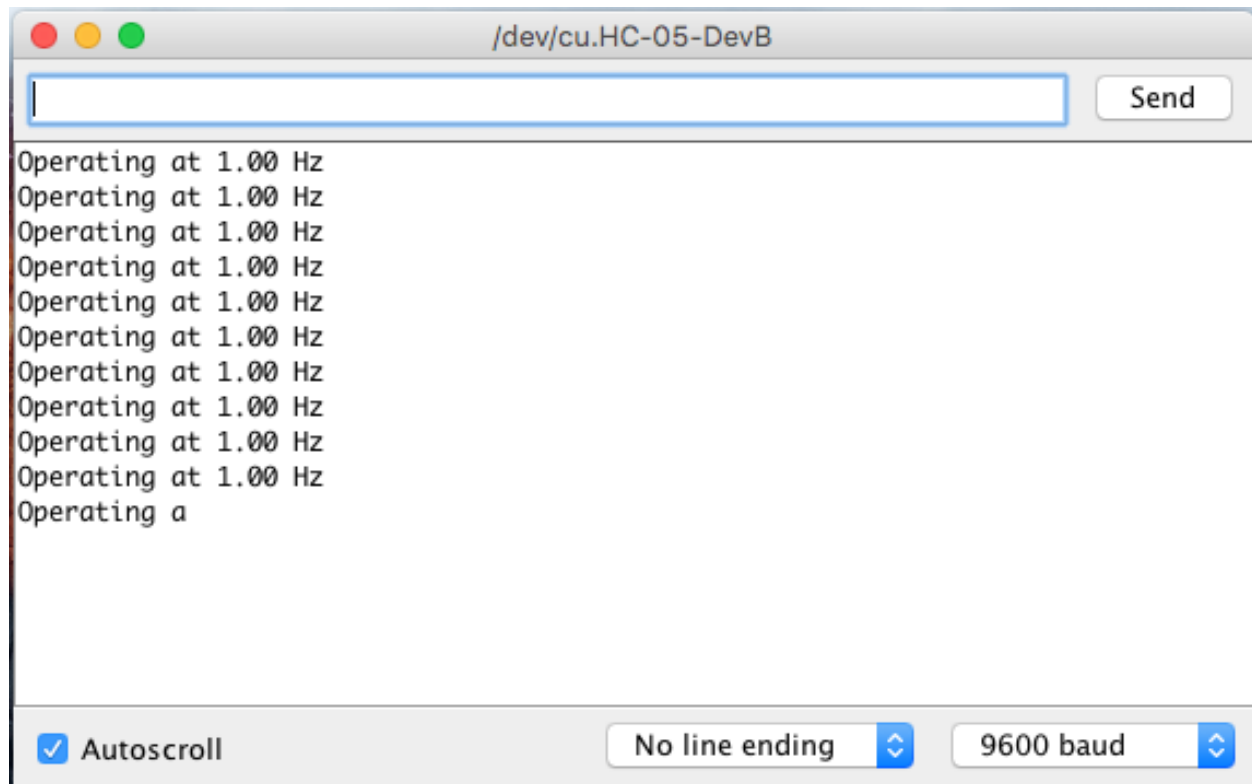 /dev/cu.HC-05-DevB
Send
Operating at 1.00 Hz
Operating at 1.00 Hz
Operating at 1.00 Hz
Operating at 1.00 Hz
Operating at 1.00 Hz
Operating at 1.00 Hz
Operating at 1.00 Hz
Operating at 1.00 Hz
Operating at 1.00 Hz
Operating at 1.00 Hz
Operating a
Autoscroll
No line ending
9600 baud